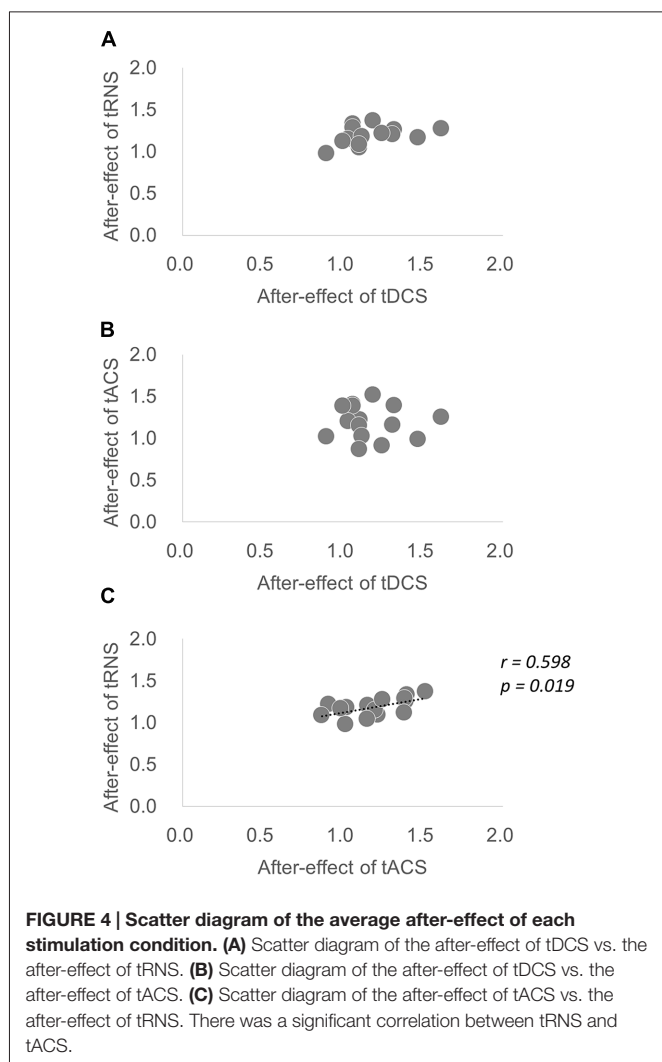 A
2.0
1.5
1.0
0.5
0.0
After-effect of tRNS
0.0 0.5 1.0 1.5 2.0
After-effect of tDCS
B
2.0
1.5
1.0
0.5
0.0
After-effect of tACS
0.0 0.5 1.0 1.5 2.0
After-effect of tDCS
C
2.0
1.5
1.0
0.5
0.0
After-effect of tRNS
r = 0.598
p = 0.019
0.0 0.5 1.0 1.5 2.0
After-effect of tACS
FIGURE 4 | Scatter diagram of the average after-effect of each
stimulation condition. (A) Scatter diagram of the after-effect of tDCS vs. the
after-effect of tRNS. (B) Scatter diagram of the after-effect of tDCS vs. the
after-effect of tACS. (C) Scatter diagram of the after-effect of tACS vs. the
after-effect of tRNS. There was a significant correlation between tRNS and
tACS.